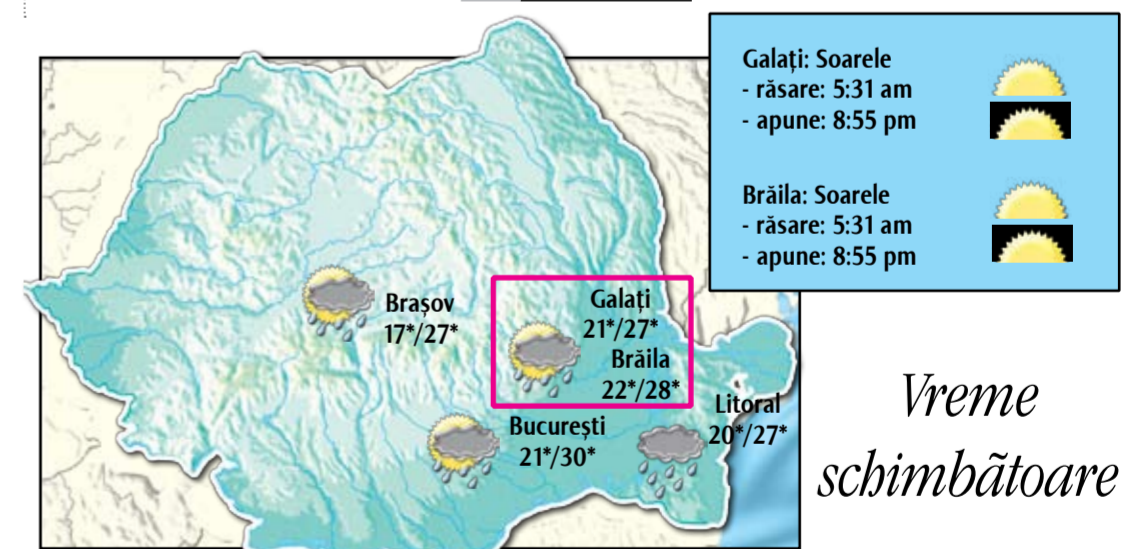 Galați: Soarele
- răsare: 5:31 am
- apune: 8:55 pm
Brăila: Soarele
- răsare: 5:31 am
- apune: 8:55 pm
Brașov
17*/27*
Galați
21*/27*
Brăila
22*/28*
Litoral
20*/27*
București
21*/30*
Vreme
schimbãtoare